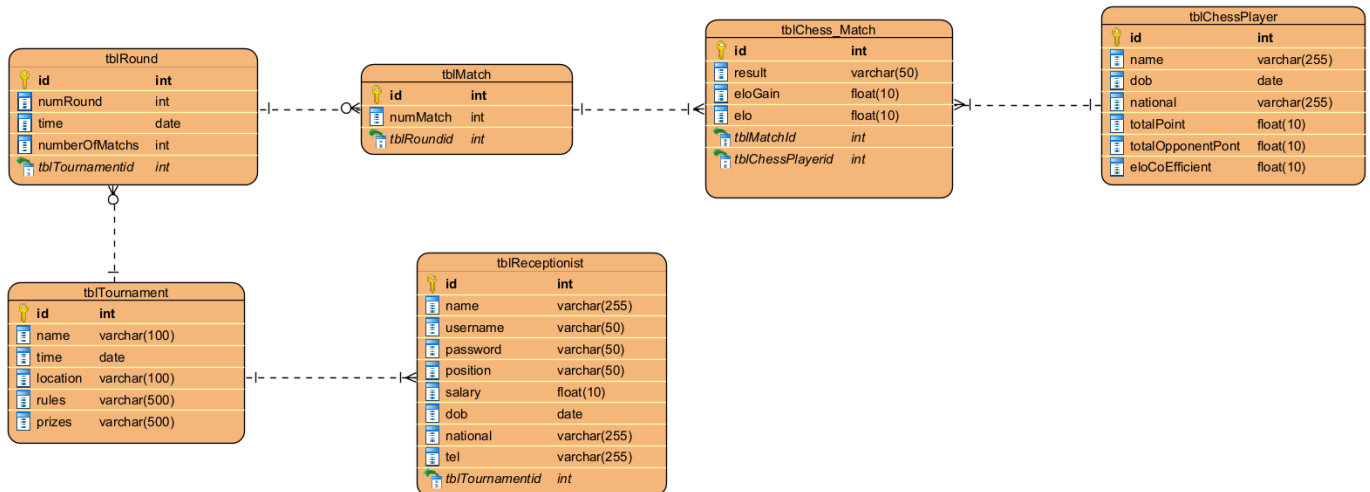 tblRound
id int
numRound int
time date
numberOfMatchs int
tblTournamentid int
tblMatch
id int
numMatch int
tblRoundid int
tblChess_Match
id int
result varchar(50)
eloGain float(10)
elo float(10)
tblMatchId int
tblChessPlayerid int
tblChessPlayer
id int
name varchar(255)
dob date
national varchar(255)
totalPoint float(10)
totalOpponentPont float(10)
eloCoEfficient float(10)
tblTournament
id int
name varchar(100)
time date
location varchar(100)
rules varchar(500)
prizes varchar(500)
tblReceptionist
id int
name varchar(255)
username varchar(50)
password varchar(50)
position varchar(50)
salary float(10)
dob date
national varchar(255)
tel varchar(255)
tblTournamentid int